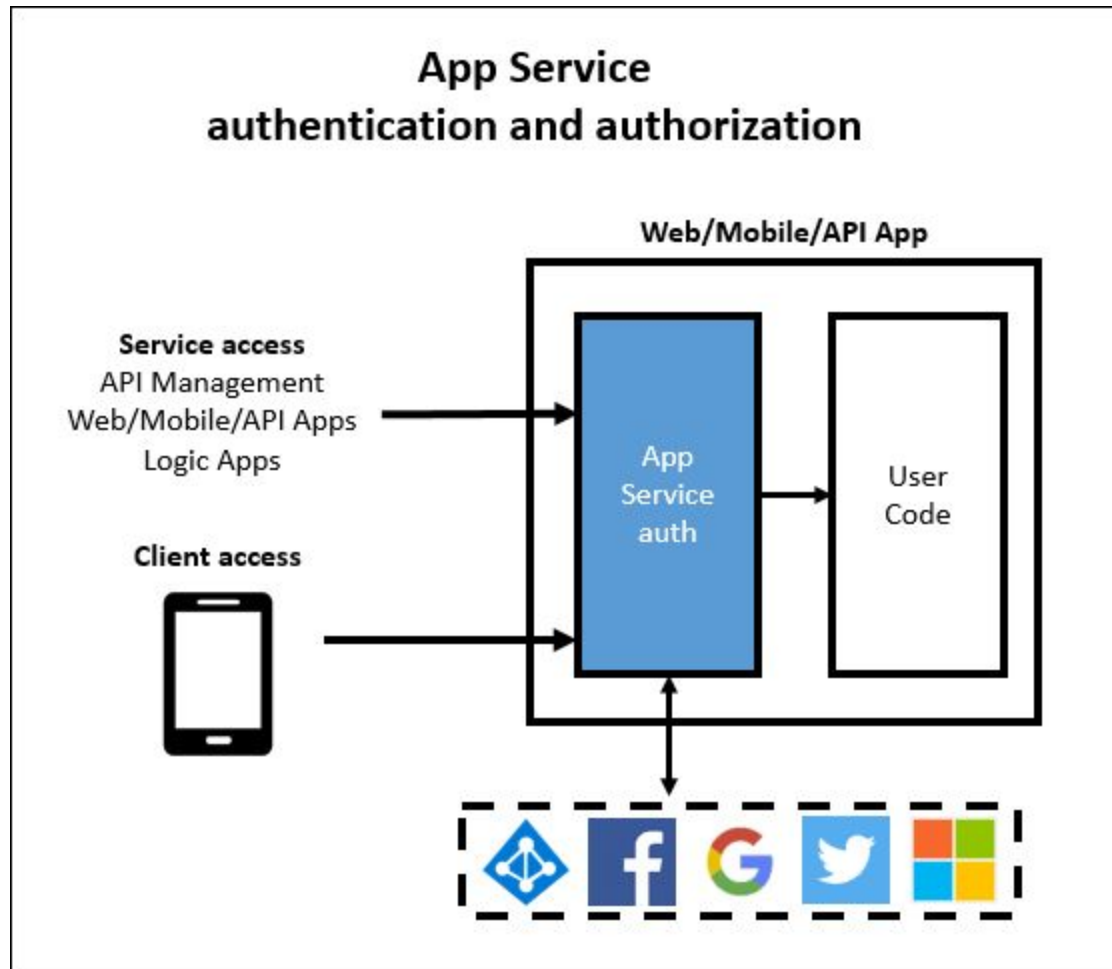 App Service
authentication and authorization
Web/Mobile/API App
Service access
API Management
Web/Mobile/API Apps
Logic Apps
App
Service
auth
User
Code
Client access